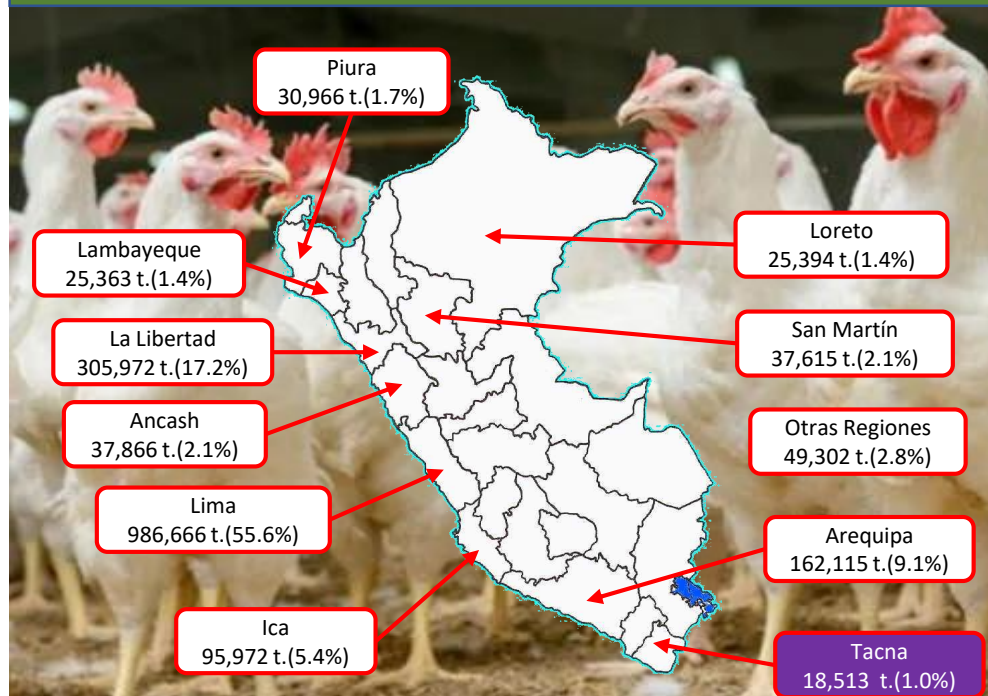 Piura
30,966 t.(1.7%)
Lambayeque
25,363 t.(1.4%)
La Libertad
305,972 t.(17.2%)
Ancash
37,866 t.(2.1%)
Lima
986,666 t.(55.6%)
Ica
95,972 t.(5.4%)
Loreto
25,394 t.(1.4%)
San Martín
37,615 t.(2.1%)
Otras Regiones
49,302 t.(2.8%)
Arequipa
162,115 t.(9.1%)
Tacna
18,513 t.(1.0%)